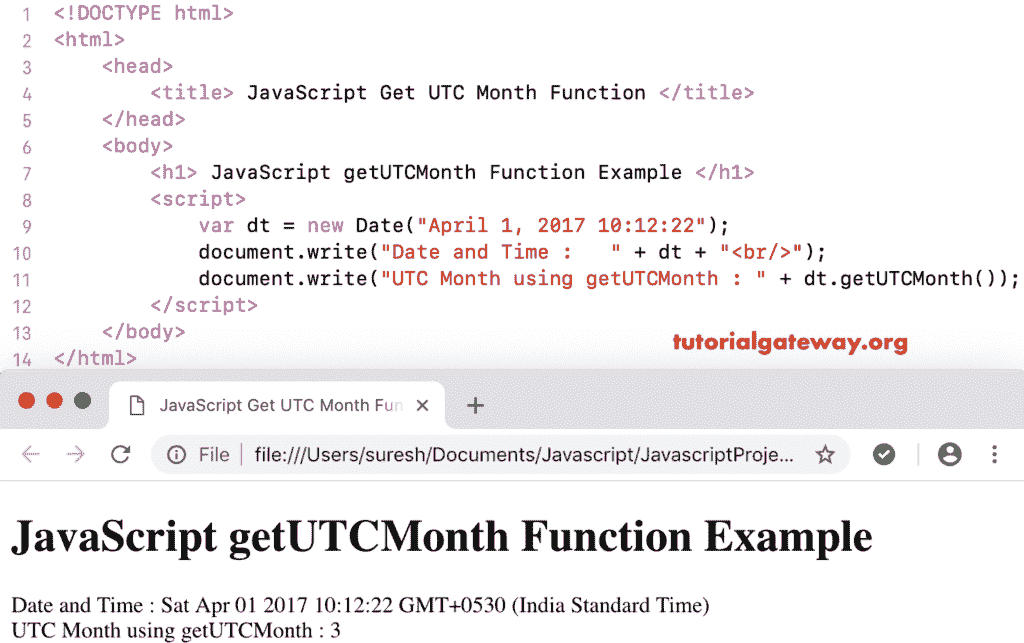 1 <!DOCTYPE html>
2 <html>
3     <head>
4         <title> JavaScript Get UTC Month Function </title>
5     </head>
6     <body>
7         <h1> JavaScript getUTCMonth Function Example </h1>
8         <script>
9             var dt = new Date("April 1, 2017 10:12:22");
10             document.write("Date and Time :   " + dt + "<br/>");
11             document.write("UTC Month using getUTCMonth : " + dt.getUTCMonth());
12         </script>
13     </body>
14 </html>
tutorialgateway.org
JavaScript Get UTC Month Fun
File | file:///Users/suresh/Documents/Javascript/JavascriptProje...
JavaScript getUTCMonth Function Example
Date and Time : Sat Apr 01 2017 10:12:22 GMT+0530 (India Standard Time)
UTC Month using getUTCMonth : 3